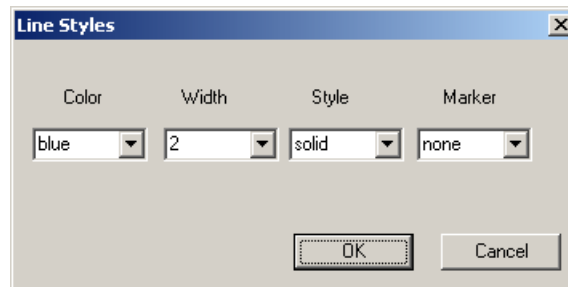 Line Styles
Color Width Style Marker
blue 2 solid none
OK Cancel